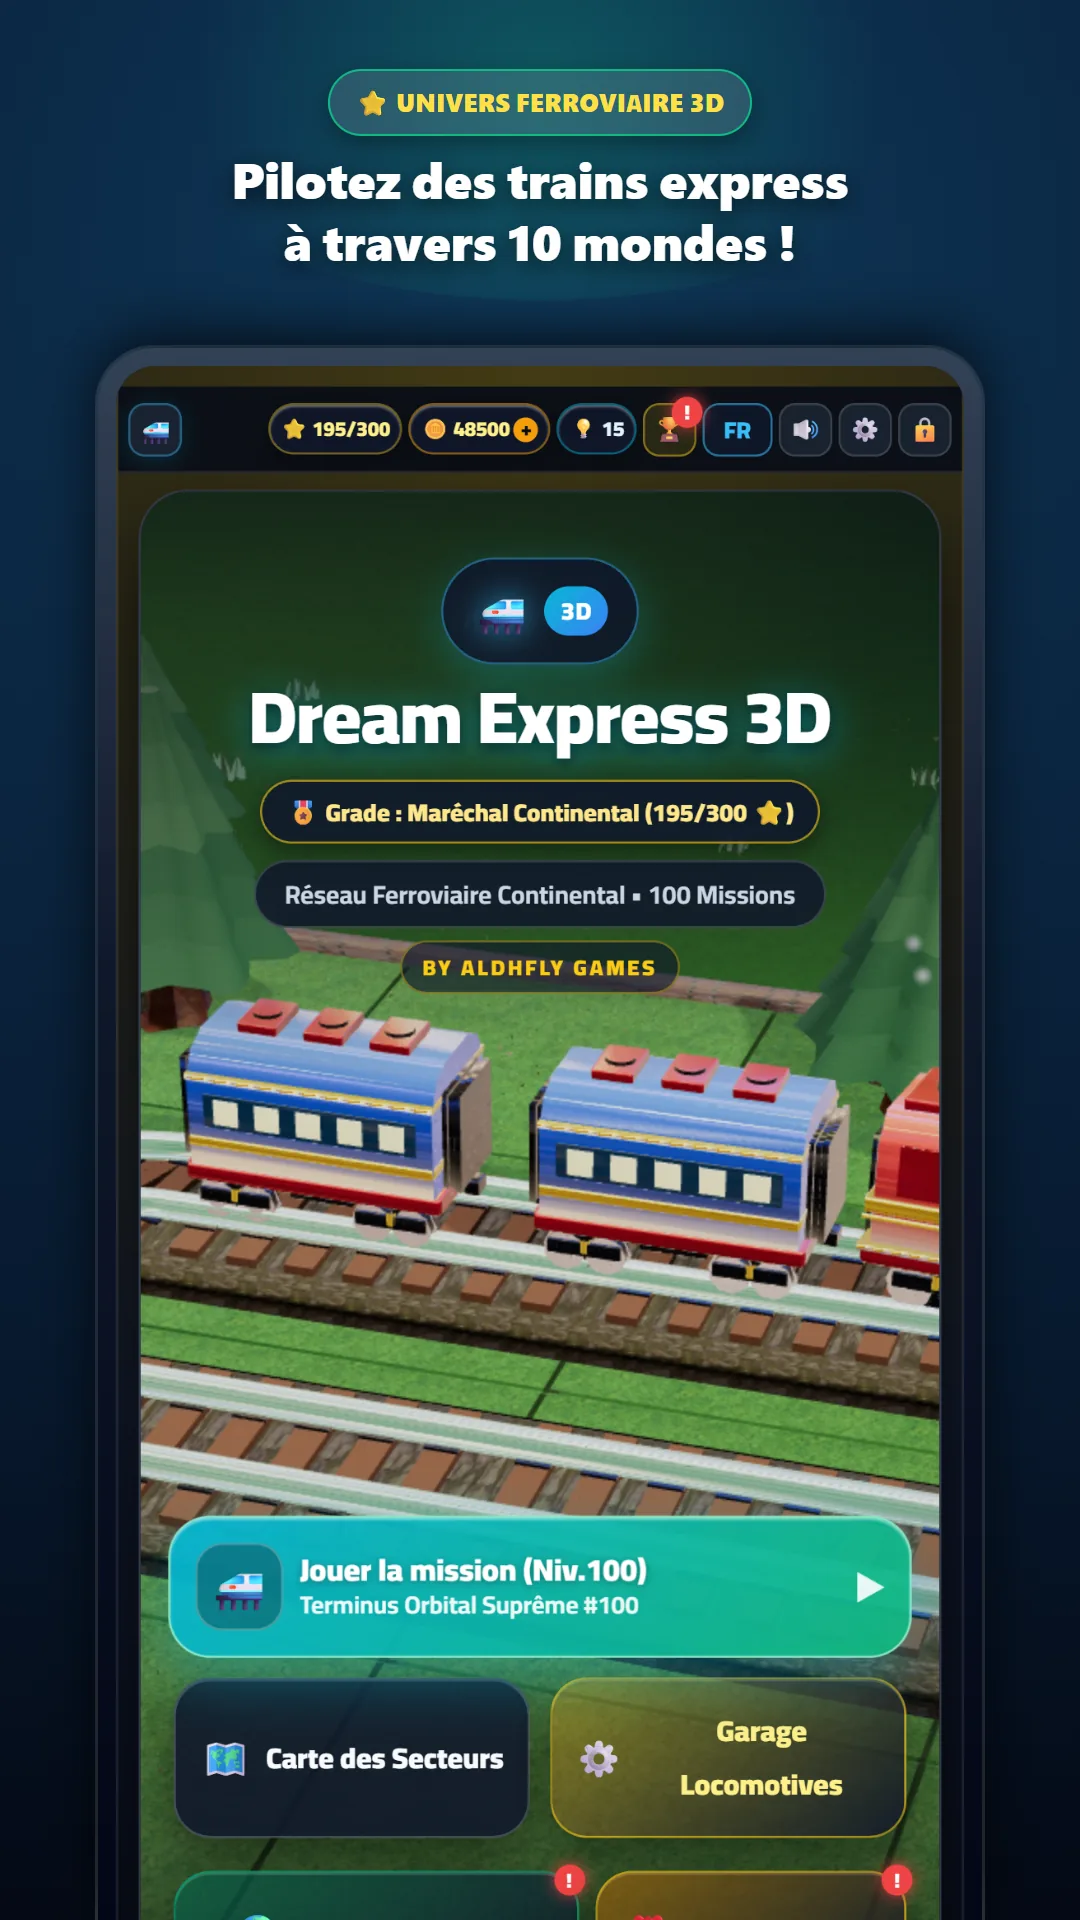 UNIVERS FERROVIAIRE 3D
Pilotez des trains express
à travers 10 mondes !
195/300
48500
+
15
!
FR
3D
Dream Express 3D
Grade : Maréchal Continental (195/300 ⭐)
Réseau Ferroviaire Continental ▪ 100 Missions
BY ALDHFLY GAMES
Jouer la mission (Niv.100)
Terminus Orbital Suprême #100
Carte des Secteurs
Garage
Locomotives
!
!